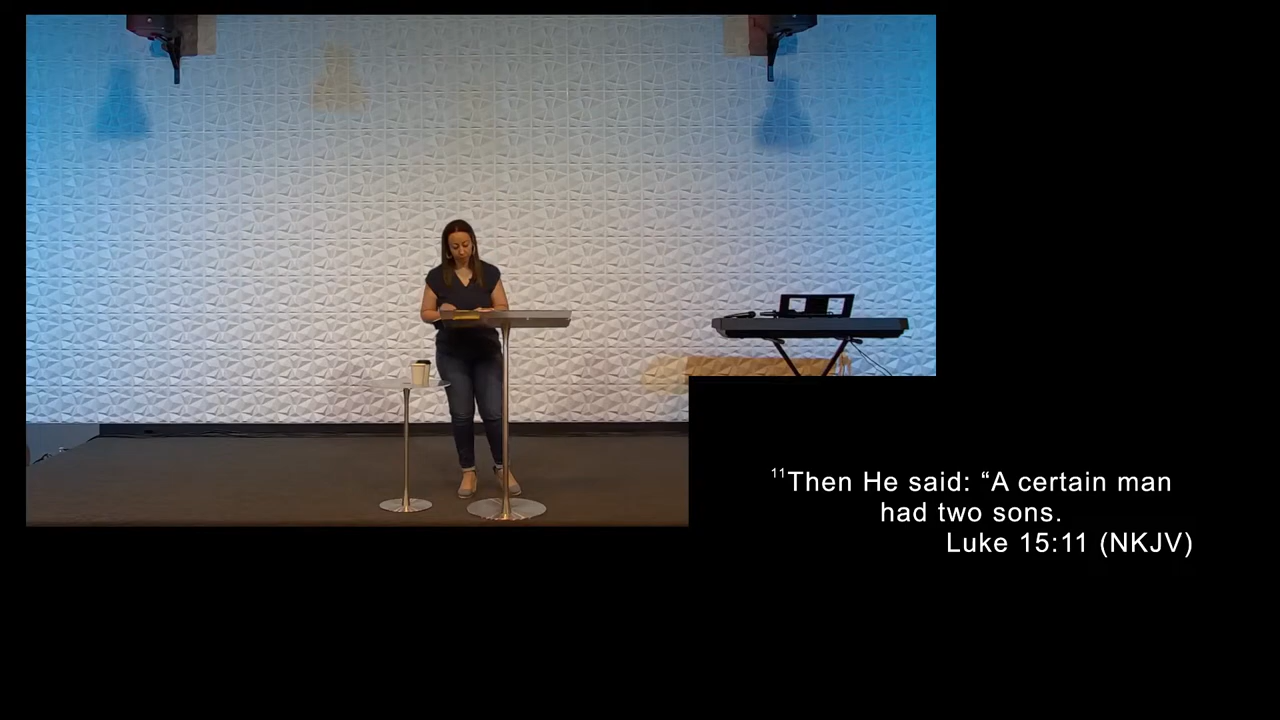 ¹¹Then He said: “A certain man
had two sons.
Luke 15:11 (NKJV)